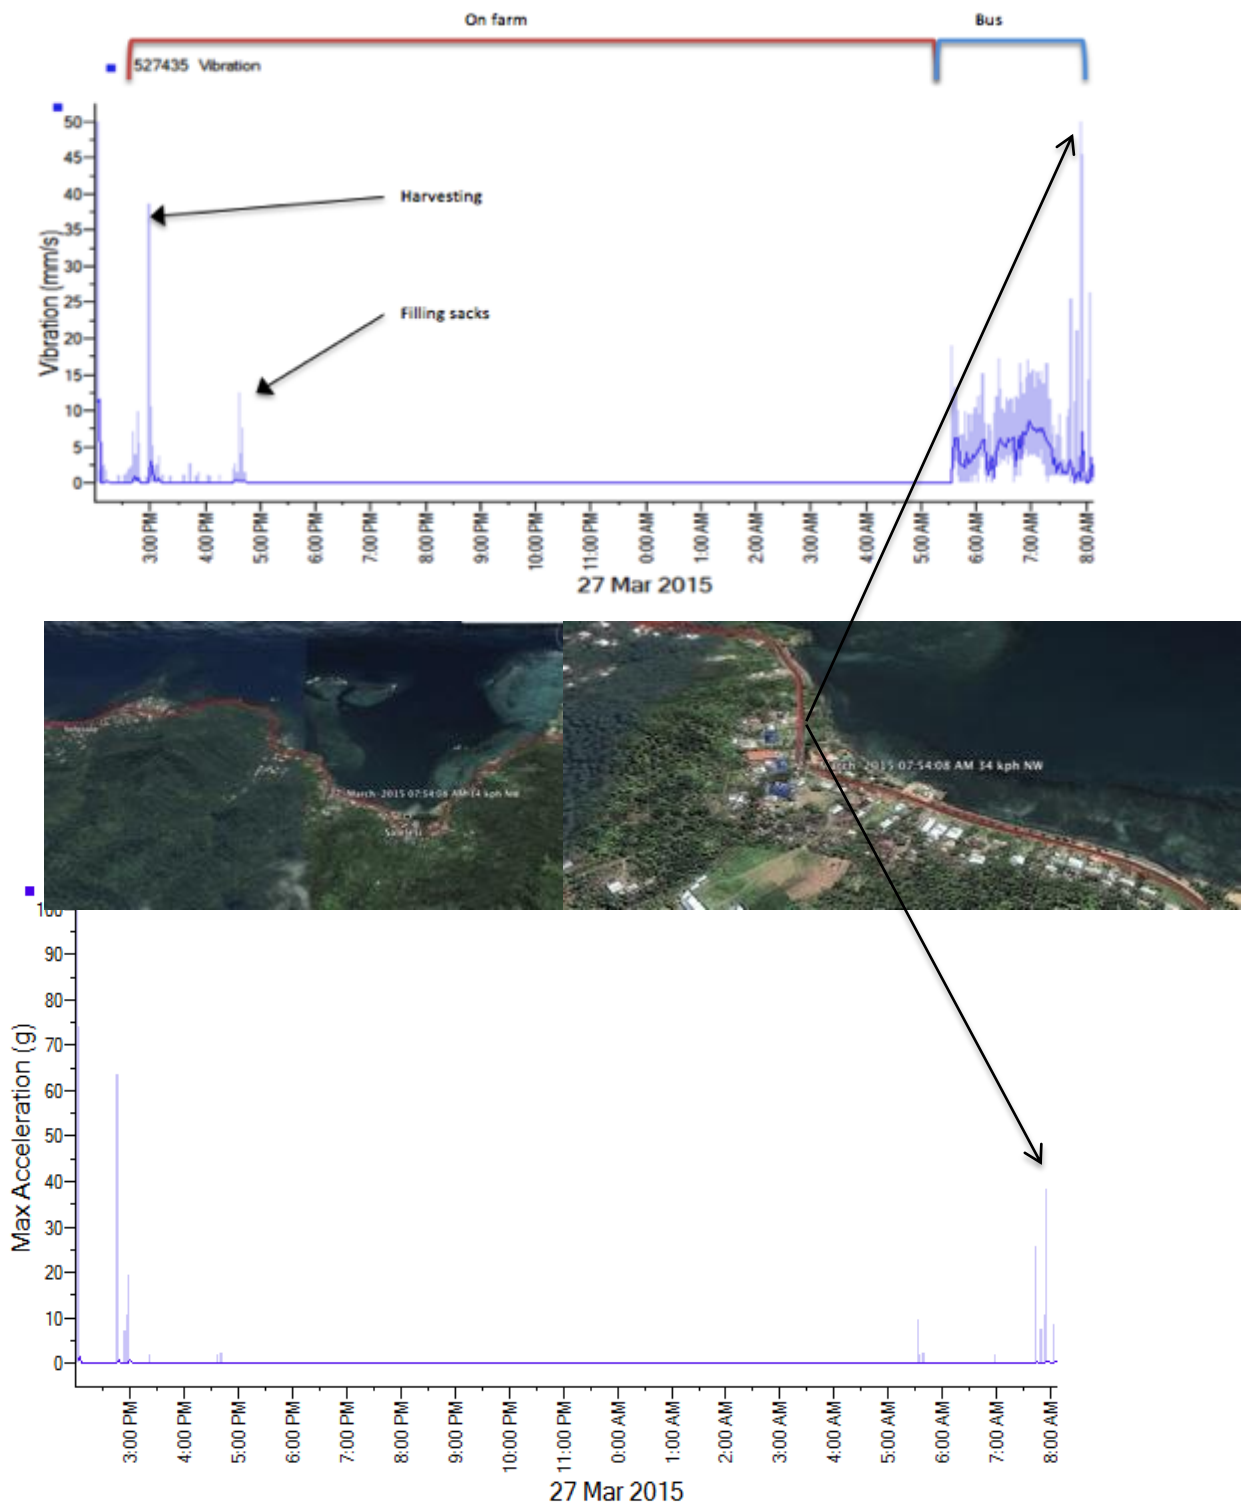 On farm
Bus
527435 Vibration
50
45
40
35
30
25
20
15
10
5
0
Vibration (mm/s)
Harvesting
Filling sacks
3:00 PM
4:00 PM
5:00 PM
6:00 PM
7:00 PM
8:00 PM
9:00 PM
10:00 PM
11:00 PM
0:00 AM
1:00 AM
2:00 AM
3:00 AM
4:00 AM
5:00 AM
6:00 AM
7:00 AM
8:00 AM
27 Mar 2015
March 2015 07:54:08 AM 14 kph NW
March 2015 07:54:08 AM 34 kph NW
100
90
80
70
60
50
40
30
20
10
0
Max Acceleration (g)
3:00 PM
4:00 PM
5:00 PM
6:00 PM
7:00 PM
8:00 PM
9:00 PM
10:00 PM
11:00 PM
0:00 AM
1:00 AM
2:00 AM
3:00 AM
4:00 AM
5:00 AM
6:00 AM
7:00 AM
8:00 AM
27 Mar 2015